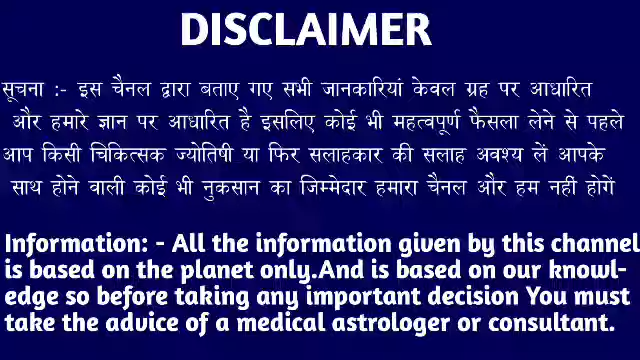 DISCLAIMER
सूचना :- इस चैनल द्वारा बताए गए सभी जानकारियां केवल ग्रह पर आधारित
और हमारे ज्ञान पर आधारित है इसलिए कोई भी महत्वपूर्ण फैसला लेने से पहले
आप किसी चिकित्सक ज्योतिषी या फिर सलाहकार की सलाह अवश्य लें आपके
साथ होने वाली कोई भी नुकसान का जिम्मेदार हमारा चैनल और हम नहीं होगें
Information: - All the information given by this channel
is based on the planet only.And is based on our knowl-
edge so before taking any important decision You must
take the advice of a medical astrologer or consultant.